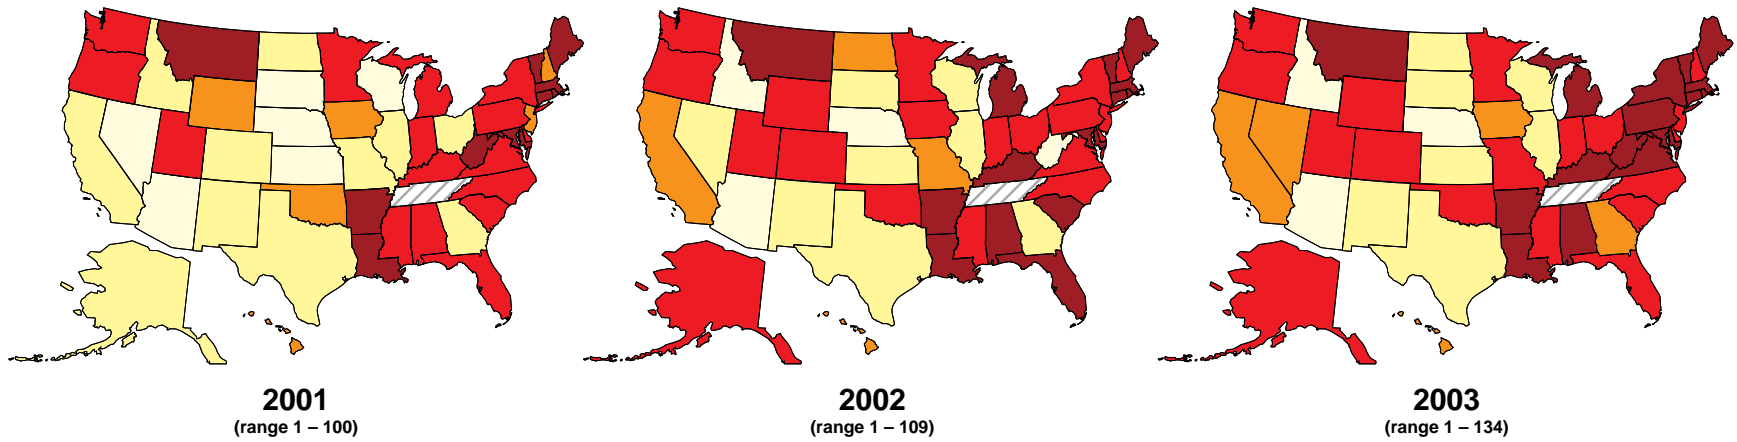 2001
(range 1 – 100)
2002
(range 1 – 109)
2003
(range 1 – 134)